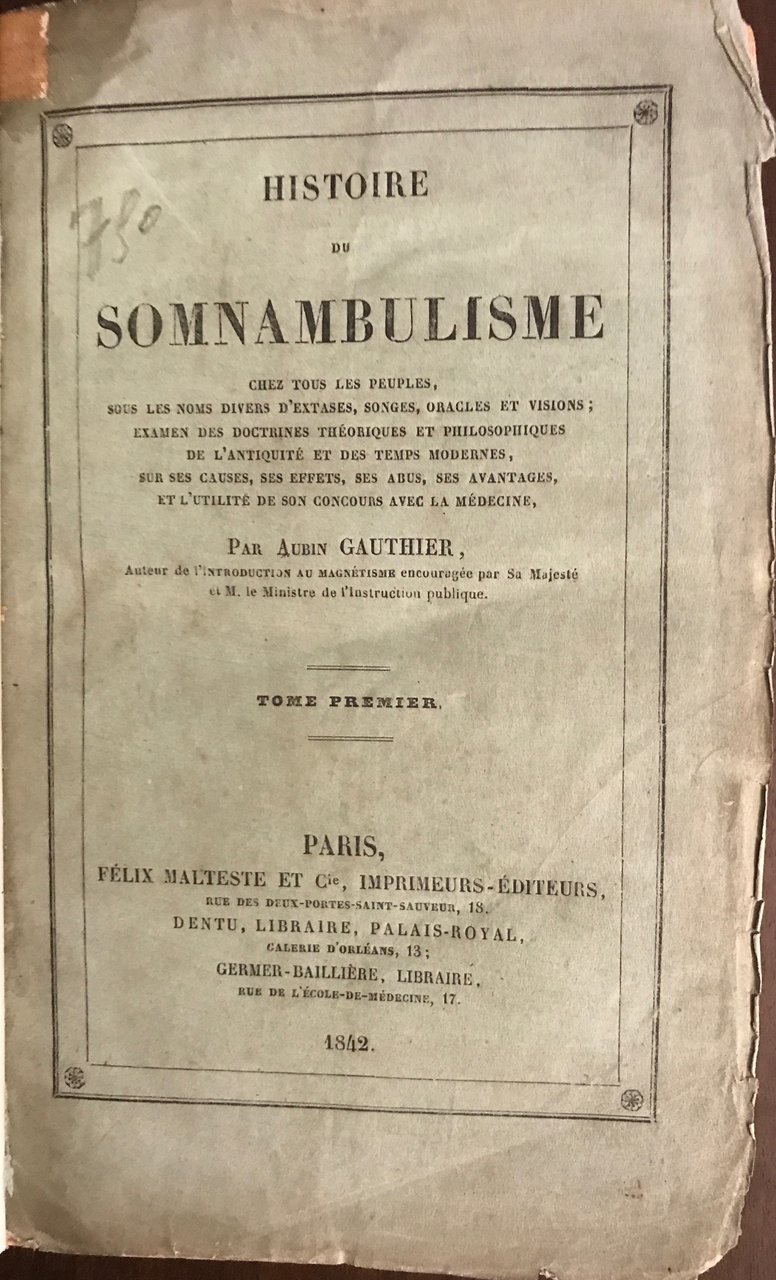 HISTOIRE
DU
SOMNAMBULISME
CHEZ TOUS LES PEUPLES,
SOUS LES NOMS DIVERS D'EXTASES, SONGES, ORACLES ET VISIONS;
EXAMEN DES DOCTRINES THÉORIQUES ET PHILOSOPHIQUES
DE L'ANTIQUITÉ ET DES TEMPS MODERNES,
SUR SES CAUSES, SES EFFETS, SES ABUS, SES AVANTAGES,
ET L'UTILITÉ DE SON CONCOURS AVEC LA MÉDECINE,
PAR AUBIN GAUTHIER,
Auteur de l'INTRODUCTION AU MAGNÉTISME encouragée par Sa Majesté
et M. le Ministre de l'Instruction publique.
TOME PREMIER.
PARIS,
FÉLIX MALTESTE ET Cie, IMPRIMEURS-ÉDITEURS,
RUE DES DEUX-PORTES-SAINT-SAUVEUR, 18.
DENTU, LIBRAIRE, PALAIS-ROYAL,
GALERIE D'ORLÉANS, 13;
GERMER-BAILLIÈRE, LIBRAIRE,
RUE DE L'ÉCOLE-DE-MÉDECINE, 17.
1842.